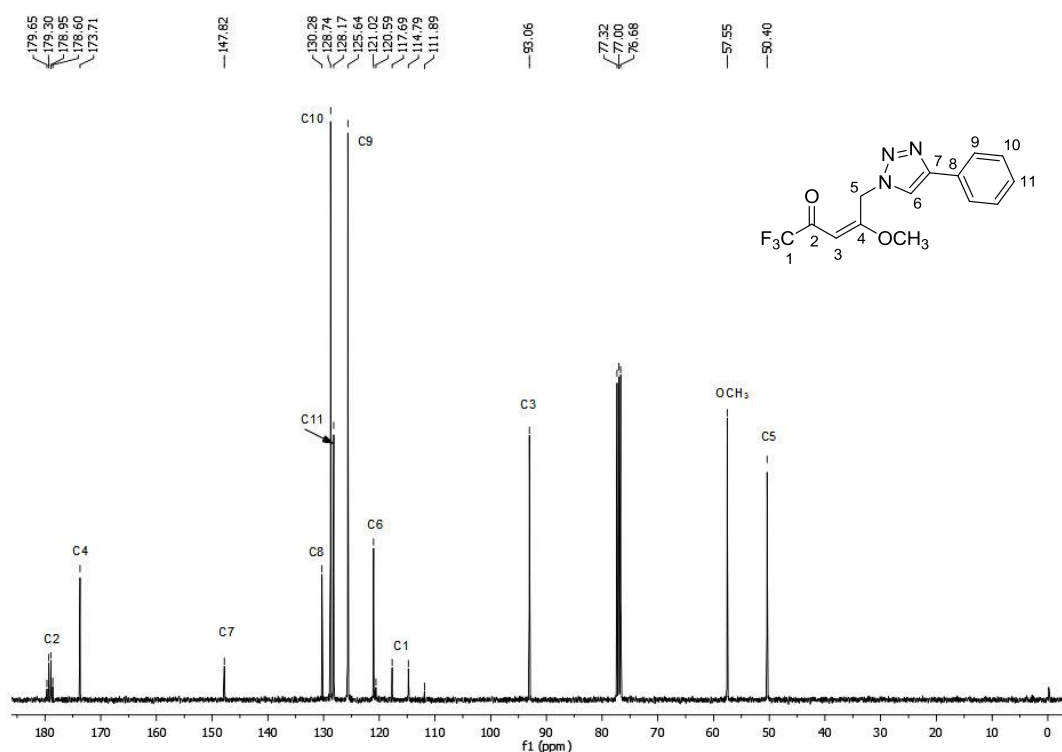 179.65
179.30
178.95
178.60
173.71
147.82
130.28
128.74
128.17
125.64
121.02
120.59
117.69
114.79
111.89
93.06
77.32
77.00
76.68
57.55
50.40
C10
C9
N N
N
7 8 9 10 11
5 6
O
F3C
1 2 3 4
OCH3
C11
C3
OCH3
C5
C6
C8
C4
C2
C7
C1
180 170 160 150 140 130 120 110 100 90 80 70 60 50 40 30 20 10 0
f1 (ppm)